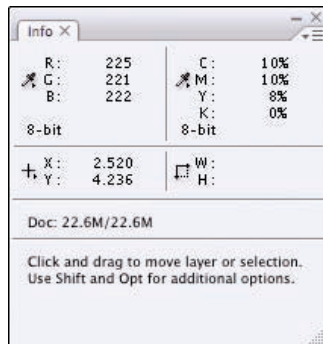 Info
R: 225 C: 10%
G: 221 M: 10%
B: 222 Y: 8%
K: 0%
8-bit 8-bit
X: 2.520 W:
Y: 4.236 H:
Doc: 22.6M/22.6M
Click and drag to move layer or selection.
Use Shift and Opt for additional options.